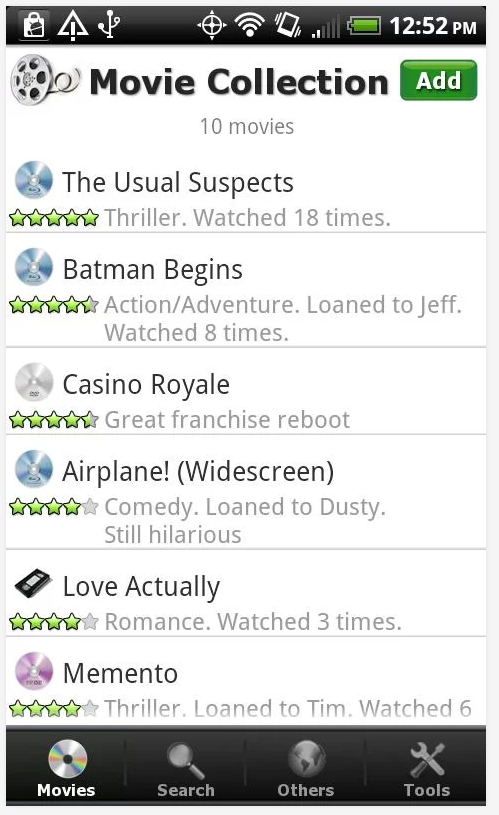 12:52 PM
Movie Collection
Add
10 movies
The Usual Suspects
Thriller. Watched 18 times.
Batman Begins
Action/Adventure. Loaned to Jeff.
Watched 8 times.
Casino Royale
Great franchise reboot
Airplane! (Widescreen)
Comedy. Loaned to Dusty.
Still hilarious
Love Actually
Romance. Watched 3 times.
Memento
Thriller. Loaned to Tim. Watched 6
Movies
Search
Others
Tools